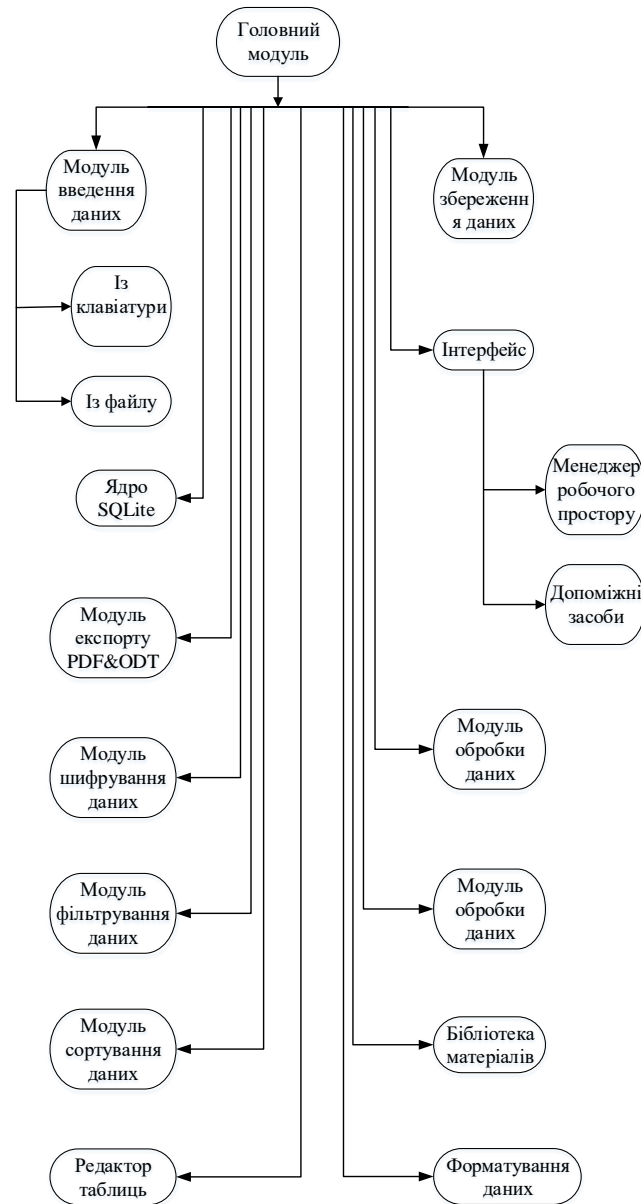 Головний
модуль
Модуль
введення
даних
Модуль
збереженн
я даних
Із
клавіатури
Інтерфейс
Із файлу
Менеджер
робочого
простору
Ядро
SQLite
Допоміжні
засоби
Модуль
експорту
PDF&ODT
Модуль
обробки
даних
Модуль
шифрування
даних
Модуль
фільтрування
даних
Модуль
обробки
даних
Модуль
сортування
даних
Бібліотека
матеріалів
Редактор
таблиць
Форматування
даних